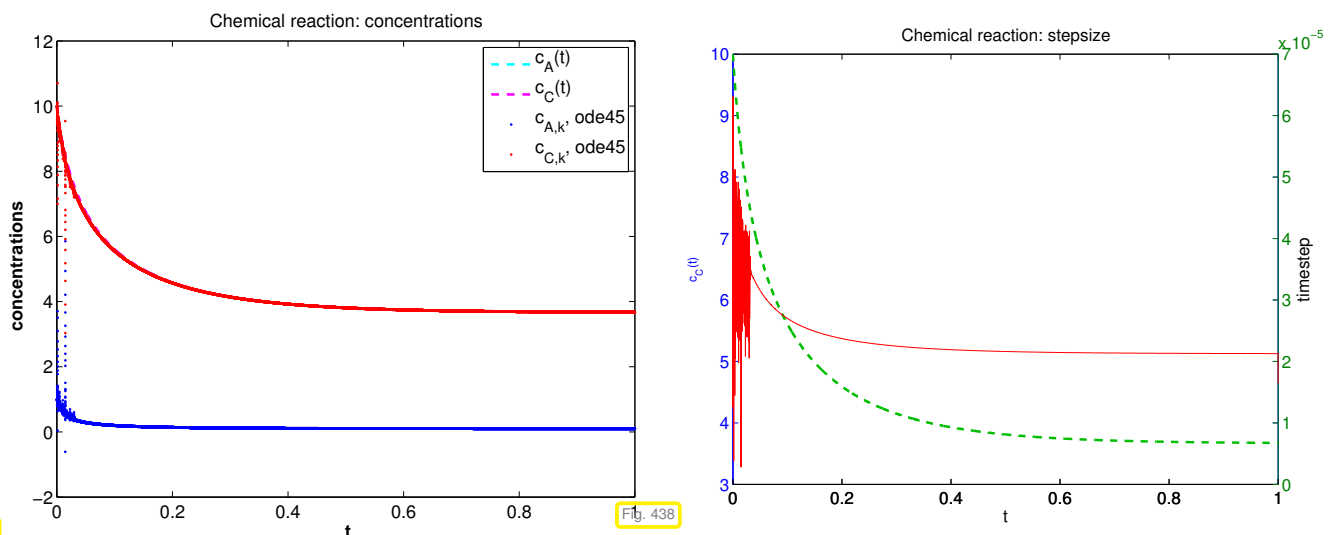 Chemical reaction: concentrations
12
10
8
6
4
2
0
−2
0
0.2
0.4
0.6
0.8
1
concentrations
t
c_A(t)
c_C(t)
c_{A,k}, ode45
c_{C,k}, ode45
Fig. 438
Chemical reaction: stepsize
10
9
8
7
6
5
4
3
c_C(t)
0
0.2
0.4
0.6
0.8
1
t
x 10^{-5}
7
6
5
4
3
2
1
0
timestep